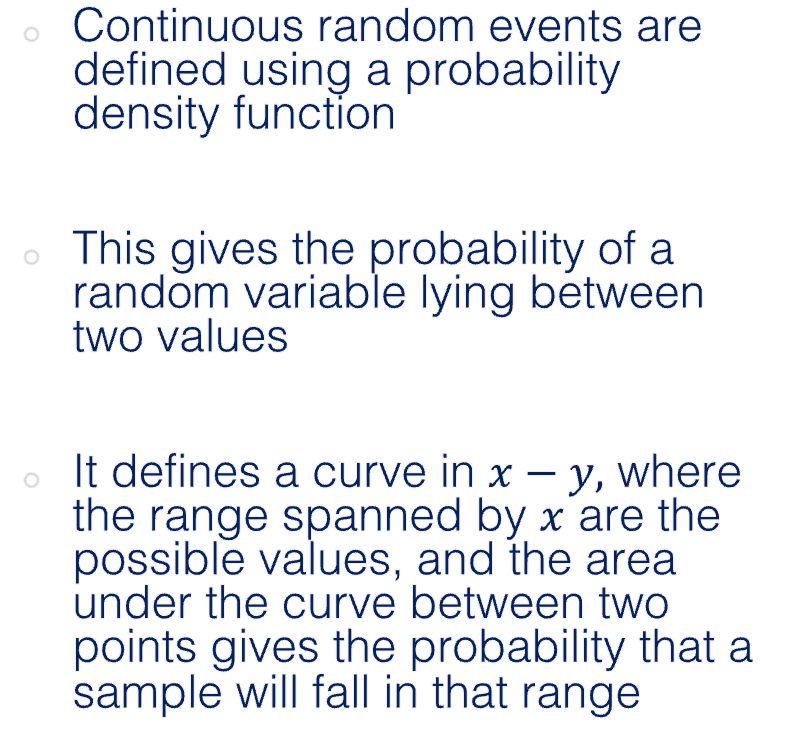 Continuous random events are
defined using a probability
density function
This gives the probability of a
random variable lying between
two values
It defines a curve in x − y, where
the range spanned by x are the
possible values, and the area
under the curve between two
points gives the probability that a
sample will fall in that range